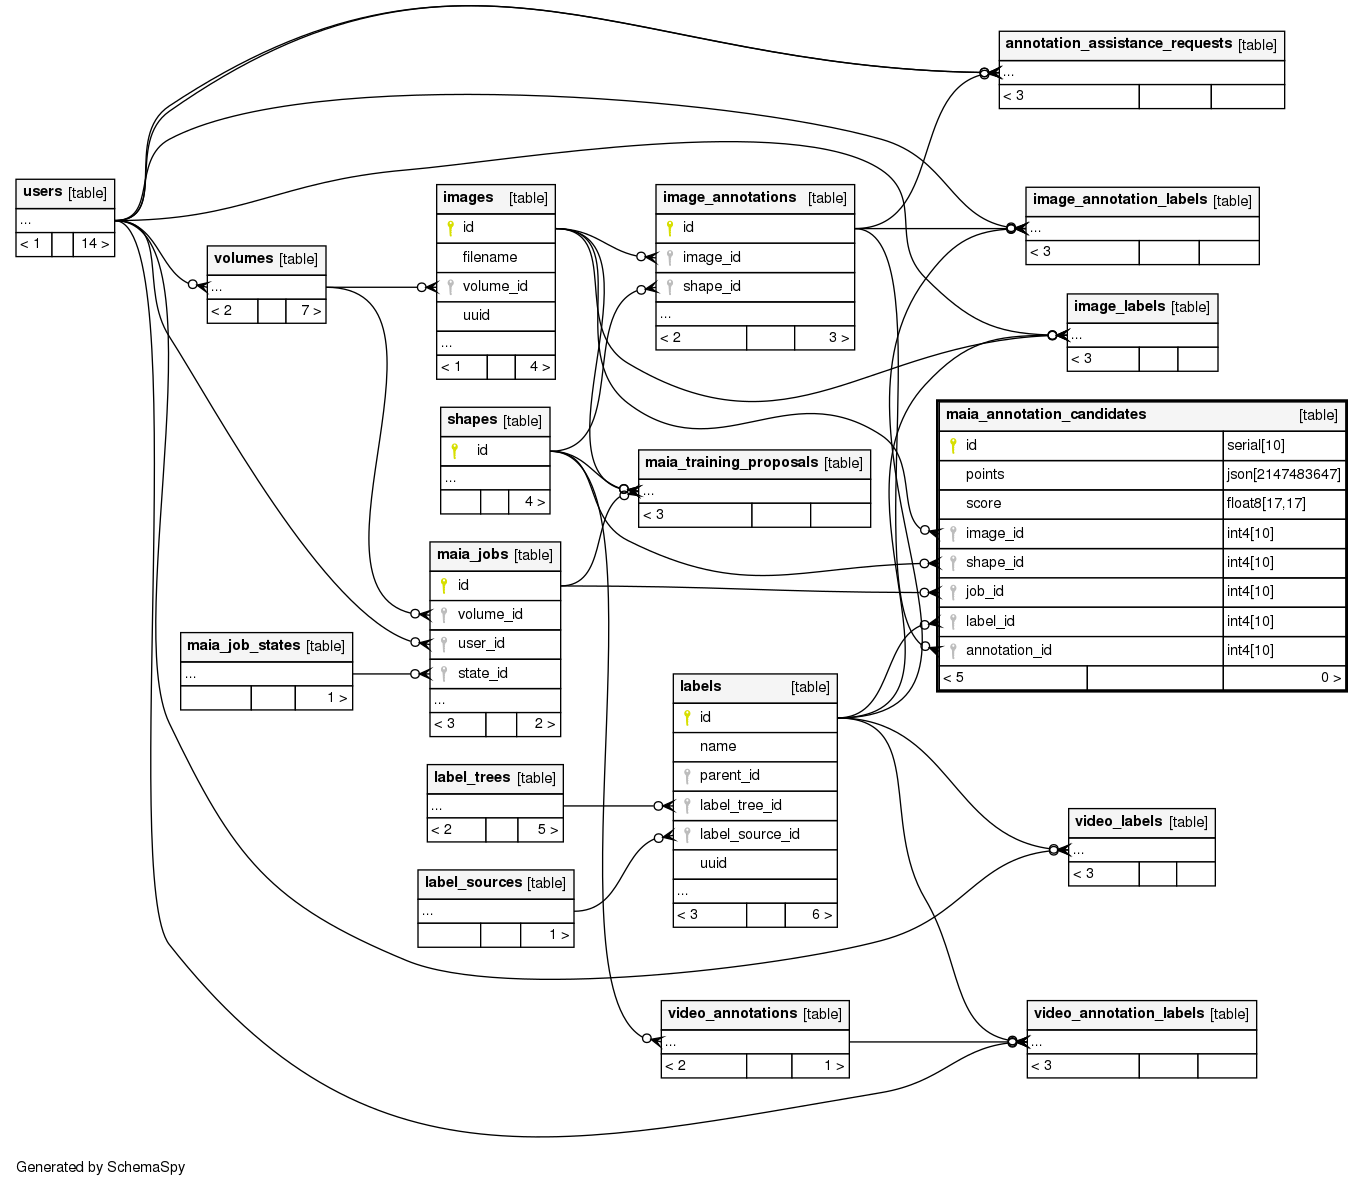 annotation_assistance_requests [table]
...
< 3
users [table]
...
< 1 14 >
images [table]
id
filename
volume_id
uuid
...
< 1 4 >
image_annotations [table]
id
image_id
shape_id
...
< 2 3 >
image_annotation_labels [table]
...
< 3
volumes [table]
...
< 2 7 >
image_labels [table]
...
< 3
shapes [table]
id
...
4 >
maia_training_proposals [table]
...
< 3
maia_annotation_candidates [table]
id serial[10]
points json[2147483647]
score float8[17,17]
image_id int4[10]
shape_id int4[10]
job_id int4[10]
label_id int4[10]
annotation_id int4[10]
< 5 0 >
maia_jobs [table]
id
volume_id
user_id
state_id
...
< 3 2 >
maia_job_states [table]
...
1 >
labels [table]
id
name
parent_id
label_tree_id
label_source_id
uuid
...
< 3 6 >
label_trees [table]
...
< 2 5 >
label_sources [table]
...
1 >
video_labels [table]
...
< 3
video_annotations [table]
...
< 2 1 >
video_annotation_labels [table]
...
< 3
Generated by SchemaSpy